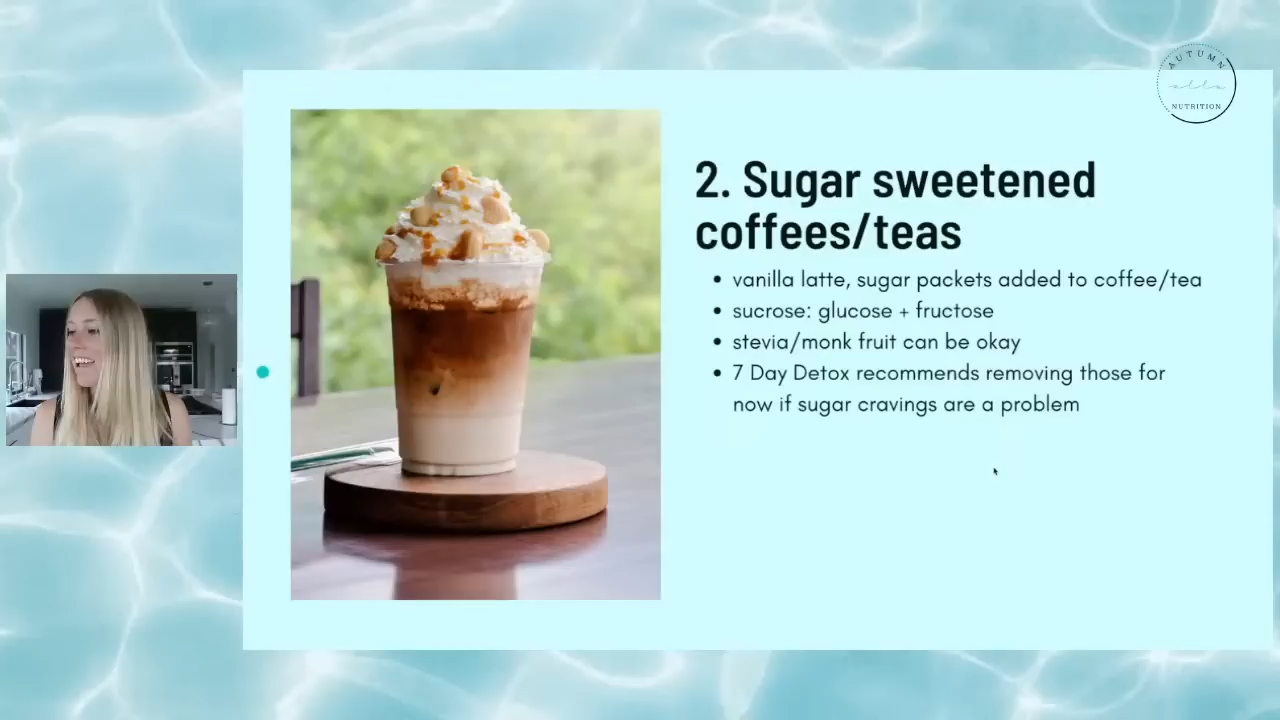 AUTUMN
elle
NUTRITION
2. Sugar sweetened
coffees/teas
• vanilla latte, sugar packets added to coffee/tea
• sucrose: glucose + fructose
• stevia/monk fruit can be okay
• 7 Day Detox recommends removing those for
now if sugar cravings are a problem